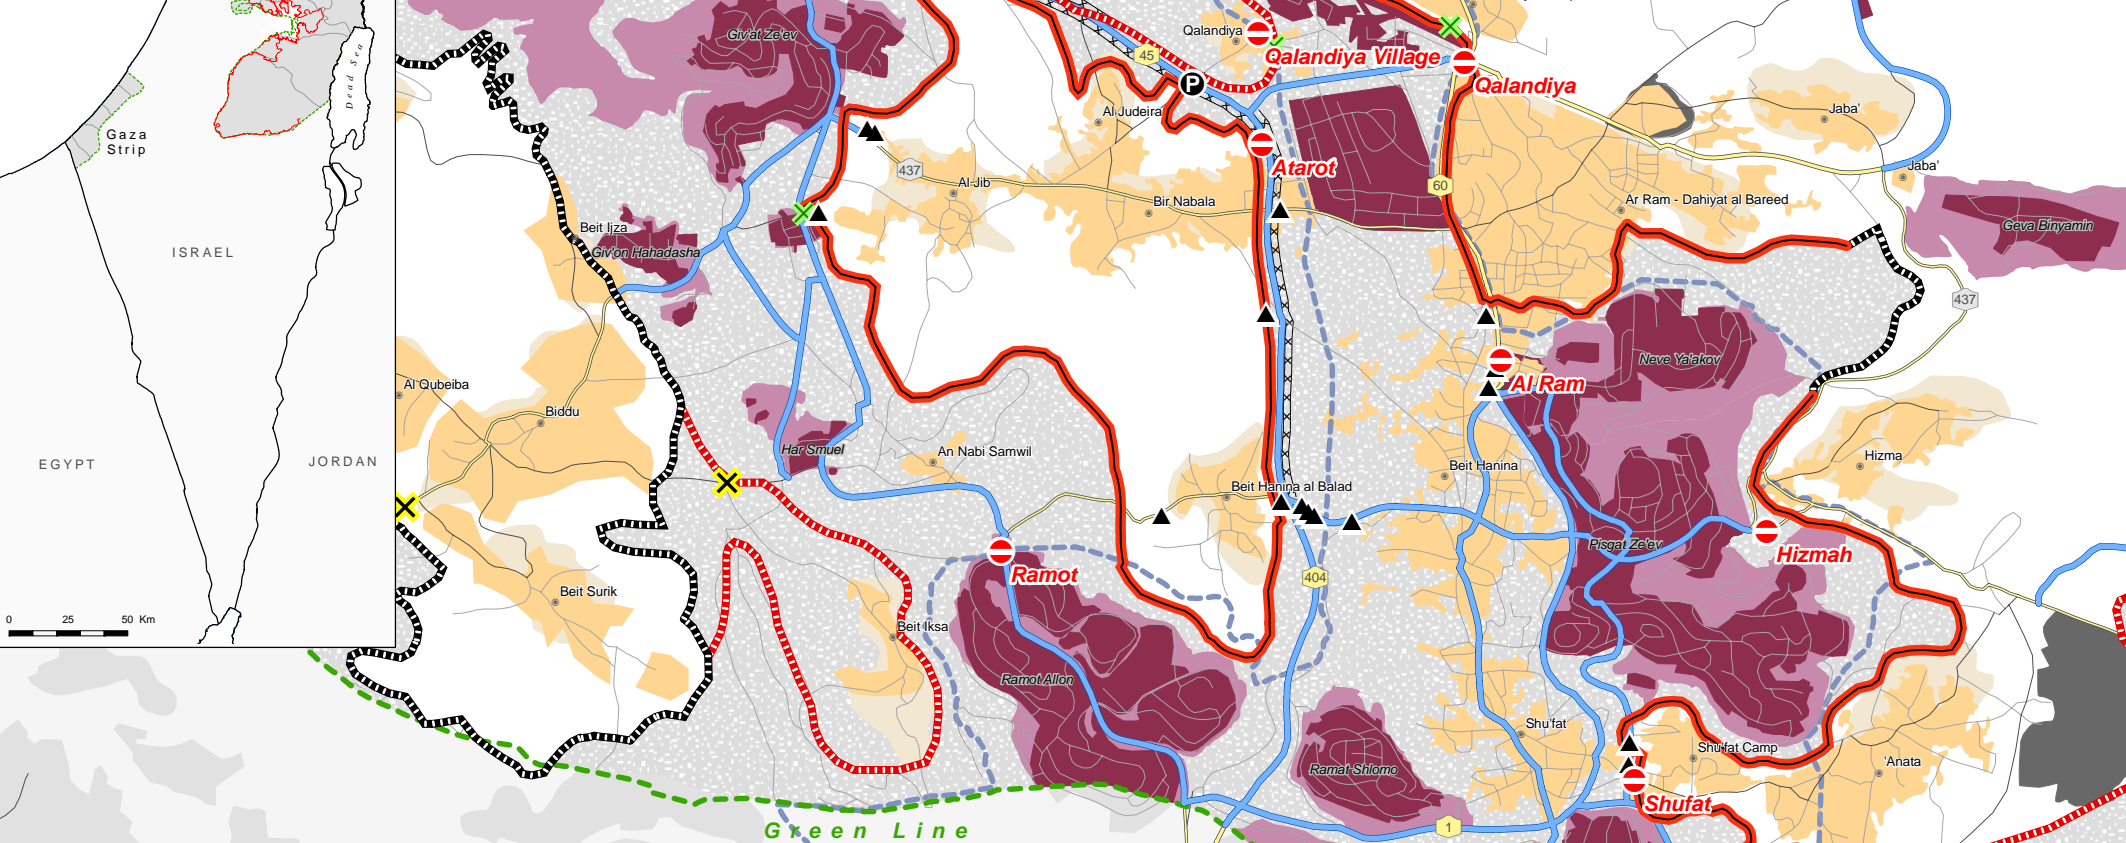 Giv'at Ze'ev
Qalandiya
45
Qalandiya Village
Qalandiya
P
Dead Sea
Gaza
Strip
Al Judeira
Jaba'
Atarot
437
Al Jib
60
Jaba'
Bir Nabala
Ar Ram - Dahiyat al Bareed
Beit Ijza
Geva Binyamin
ISRAEL
Giv'on Hahadasha
437
Neve Ya'akov
Al Qubeiba
Al Ram
Biddu
Har Smuel
An Nabi Samwil
Hizma
EGYPT
JORDAN
Beit Hanina
Beit Hanina al Balad
Pisgat Ze'ev
Hizmah
Ramot
404
Beit Surik
0 25 50 Km
Beit Iksa
Ramot Allon
Shu'fat
Shu'fat Camp
'Anata
Ramat Shlomo
Shufat
Green Line
1